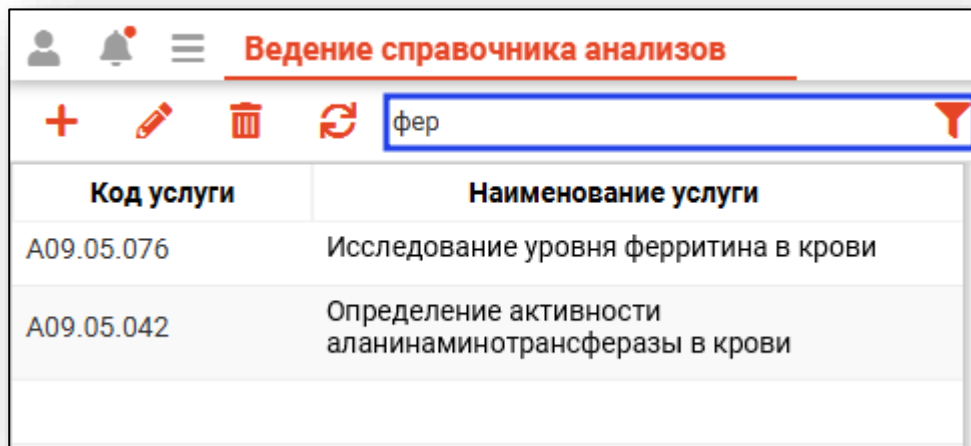 Ведение справочника анализов
фер
Код услуги Наименование услуги
A09.05.076 Исследование уровня ферритина в крови
A09.05.042 Определение активности
аланинаминотрансферазы в крови